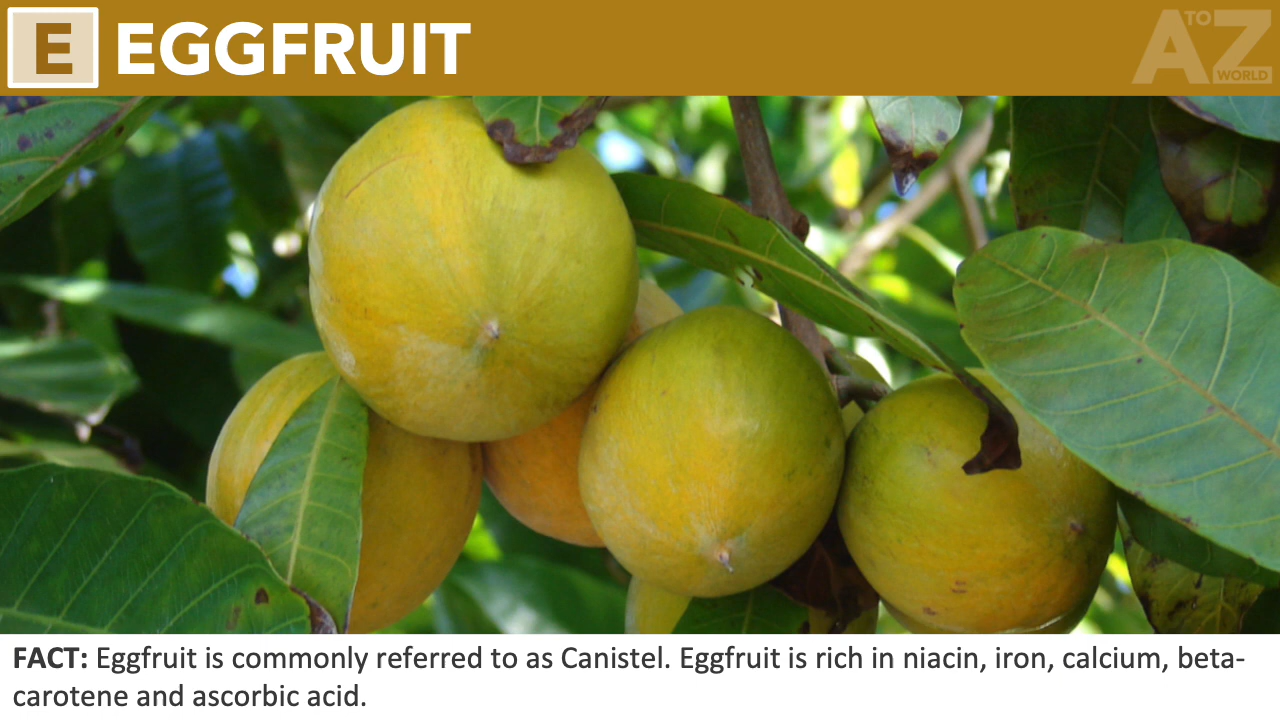 E EGGFRUIT
A TO Z WORLD
FACT: Eggfruit is commonly referred to as Canistel. Eggfruit is rich in niacin, iron, calcium, beta-
carotene and ascorbic acid.